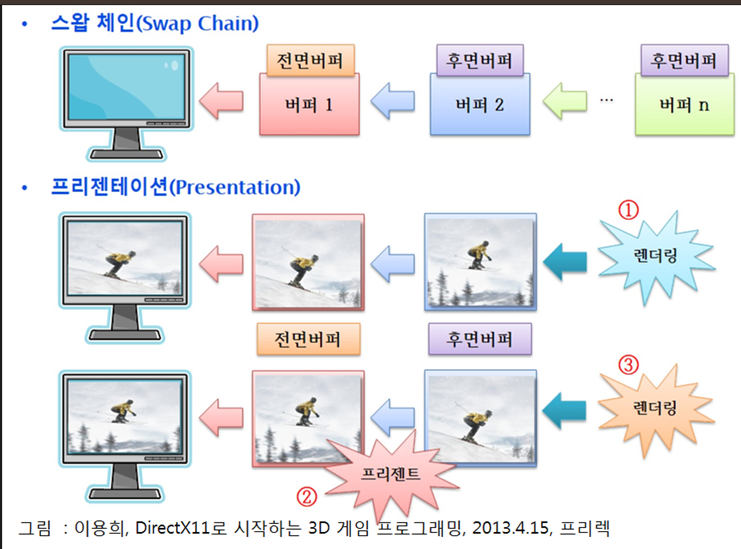 • 스왑 체인(Swap Chain)
전면버퍼 후면버퍼 후면버퍼
버퍼 1 버퍼 2 ... 버퍼 n
• 프리젠테이션(Presentation)
①
렌더링
전면버퍼 후면버퍼
③
렌더링
프리젠트
②
그림 : 이용희, DirectX11로 시작하는 3D 게임 프로그래밍, 2013.4.15, 프리렉